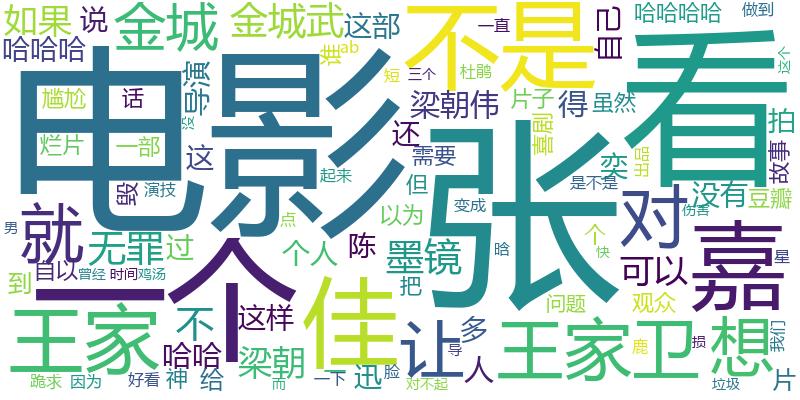 如果
说
金城
金城武
谁
ab
这部
不是
一直
自己
哈哈哈哈
做到
哈哈哈
电影
导演
短
三个
杜鹃
看
这个
尴尬
话
没
梁朝伟
片子
得
虽然
烂片
一部
这
还
喜剧
拍
毁
演技
起来
需要
张
栾
出品
故事
但
是不是
没有
豆瓣
男
就
无罪
过
点
以为
变成
对
伤害
个人
陈
墨镜
晗
个
快
嘉
到
自以
曾经
时间
鸡汤
一个
把
可以
星
王家
不
这样
佳
让
多
问题
观众
我们
哈哈
梁朝
导
王家卫
鹿
想
损
跪求
因为
好看
神
给
而
一下
迅
脸
对不起
人
垃圾
片